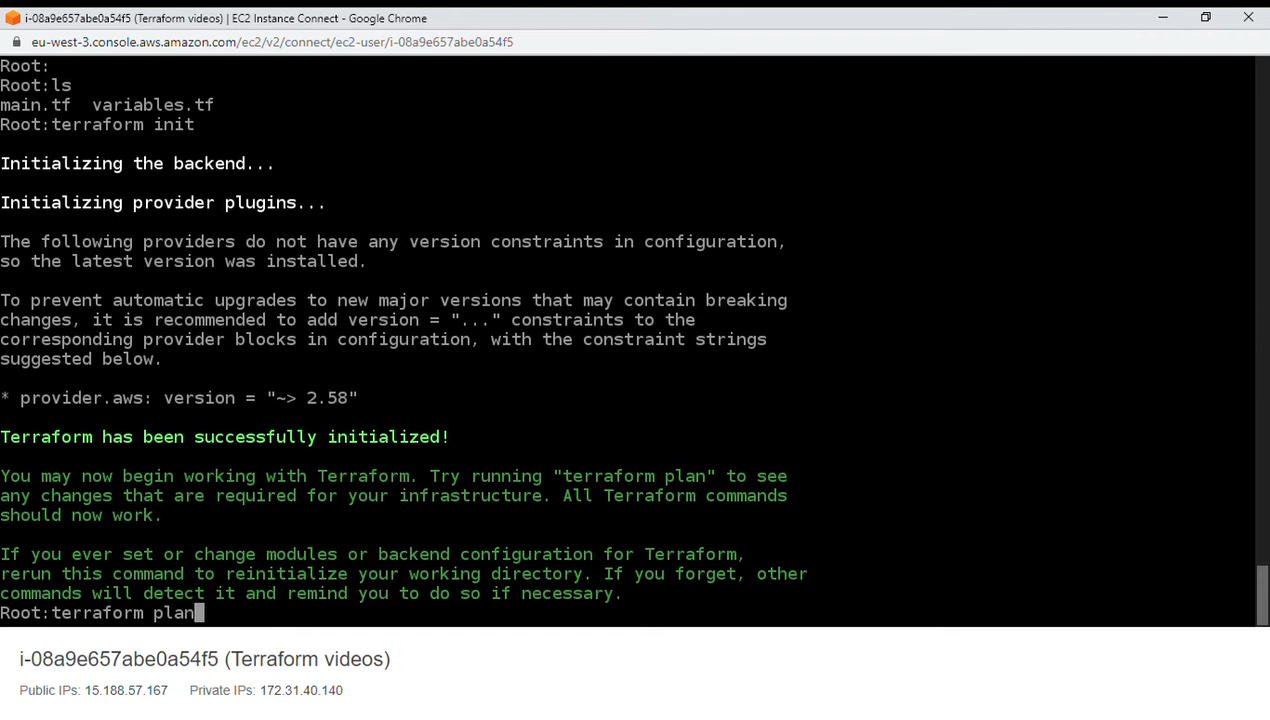 i-08a9e657abe0a54f5 (Terraform videos) | EC2 Instance Connect - Google Chrome
eu-west-3.console.aws.amazon.com/ec2/v2/connect/ec2-user/i-08a9e657abe0a54f5
Root:
Root:ls
main.tf  variables.tf
Root:terraform init
Initializing the backend...
Initializing provider plugins...
The following providers do not have any version constraints in configuration,
so the latest version was installed.
To prevent automatic upgrades to new major versions that may contain breaking
changes, it is recommended to add version = "..." constraints to the
corresponding provider blocks in configuration, with the constraint strings
suggested below.
* provider.aws: version = "~> 2.58"
Terraform has been successfully initialized!
You may now begin working with Terraform. Try running "terraform plan" to see
any changes that are required for your infrastructure. All Terraform commands
should now work.
If you ever set or change modules or backend configuration for Terraform,
rerun this command to reinitialize your working directory. If you forget, other
commands will detect it and remind you to do so if necessary.
Root:terraform plan
i-08a9e657abe0a54f5 (Terraform videos)
Public IPs: 15.188.57.167 Private IPs: 172.31.40.140